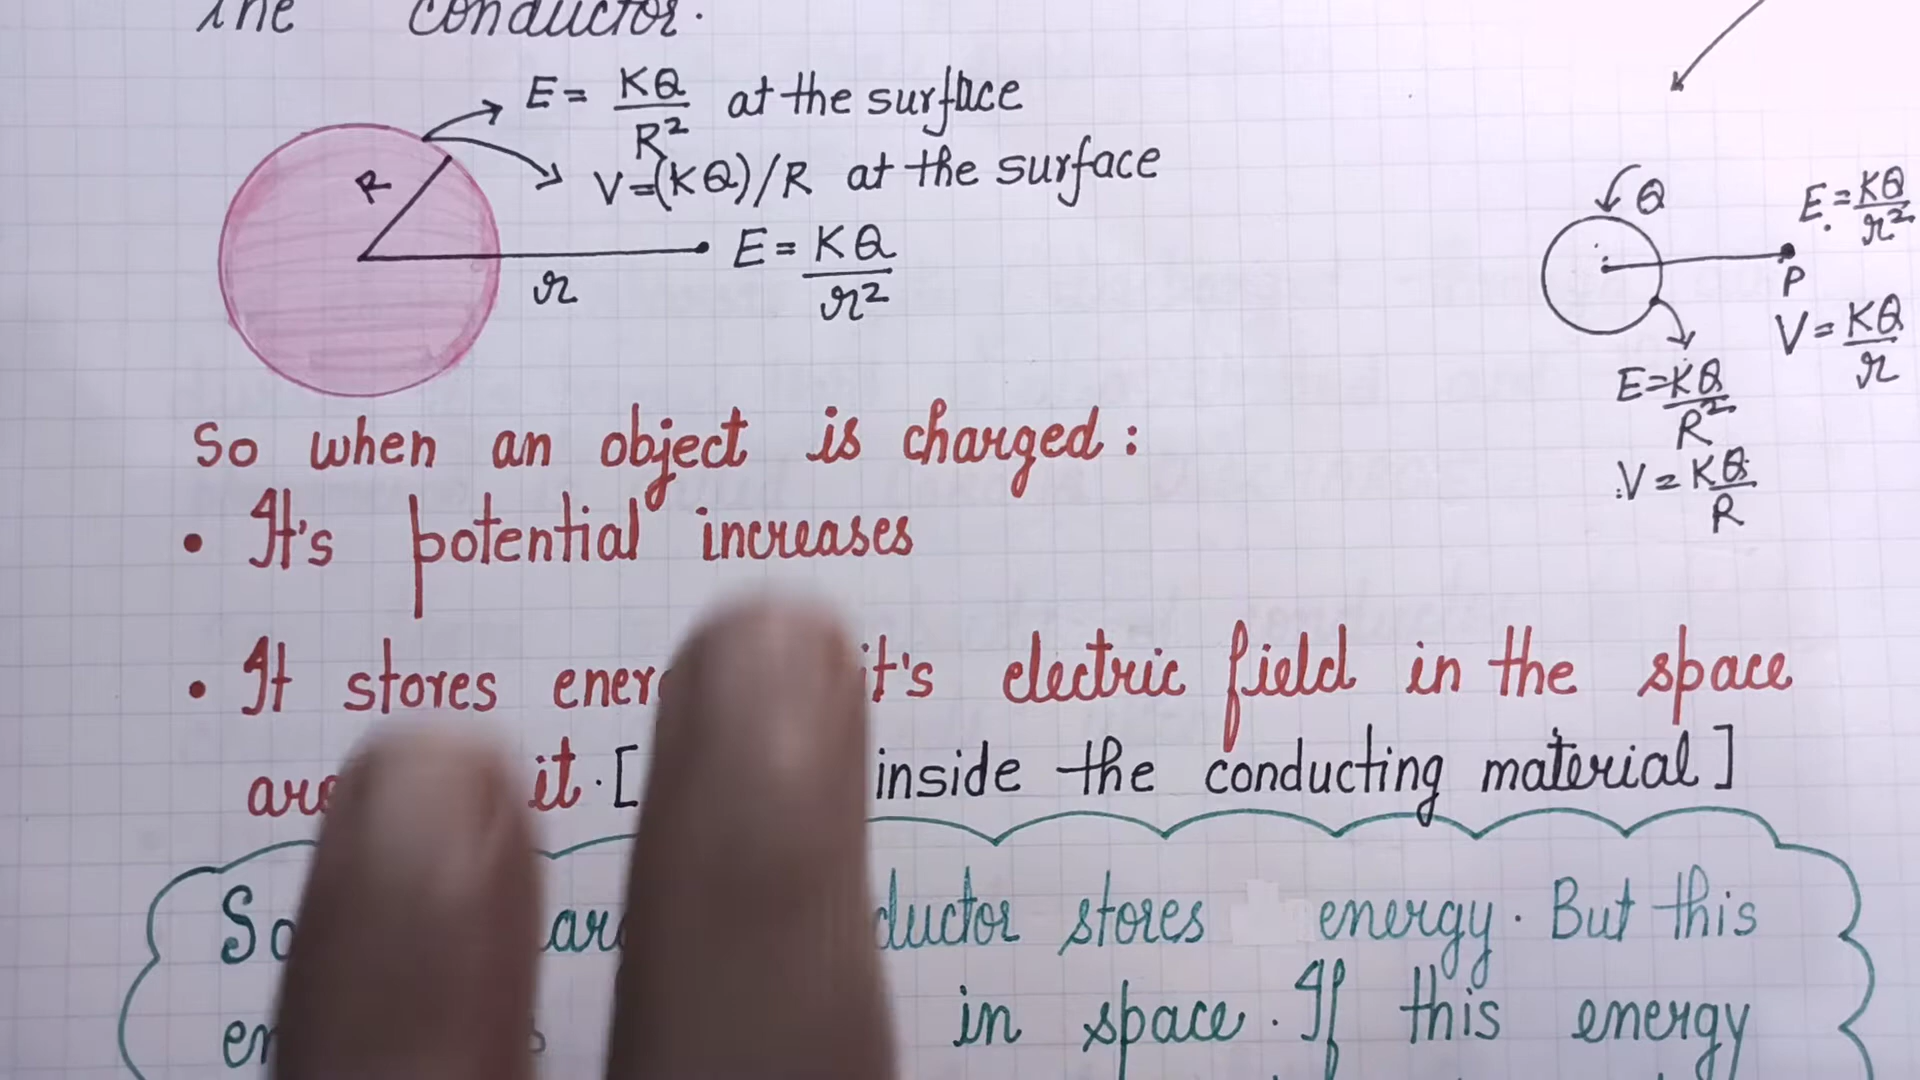 the conductor.
E = KQ/R² at the surface
R
V=(KQ)/R at the surface
E = KQ/r²
r
Q
E = KQ/r²
P
V = KQ/r
E = KQ/R²
V = KQ/R
So when an object is charged:
• It's potential increases
• It stores it's electric field in the space
it. [ inside the conducting material]
So stores energy. But this
in space. If this energy